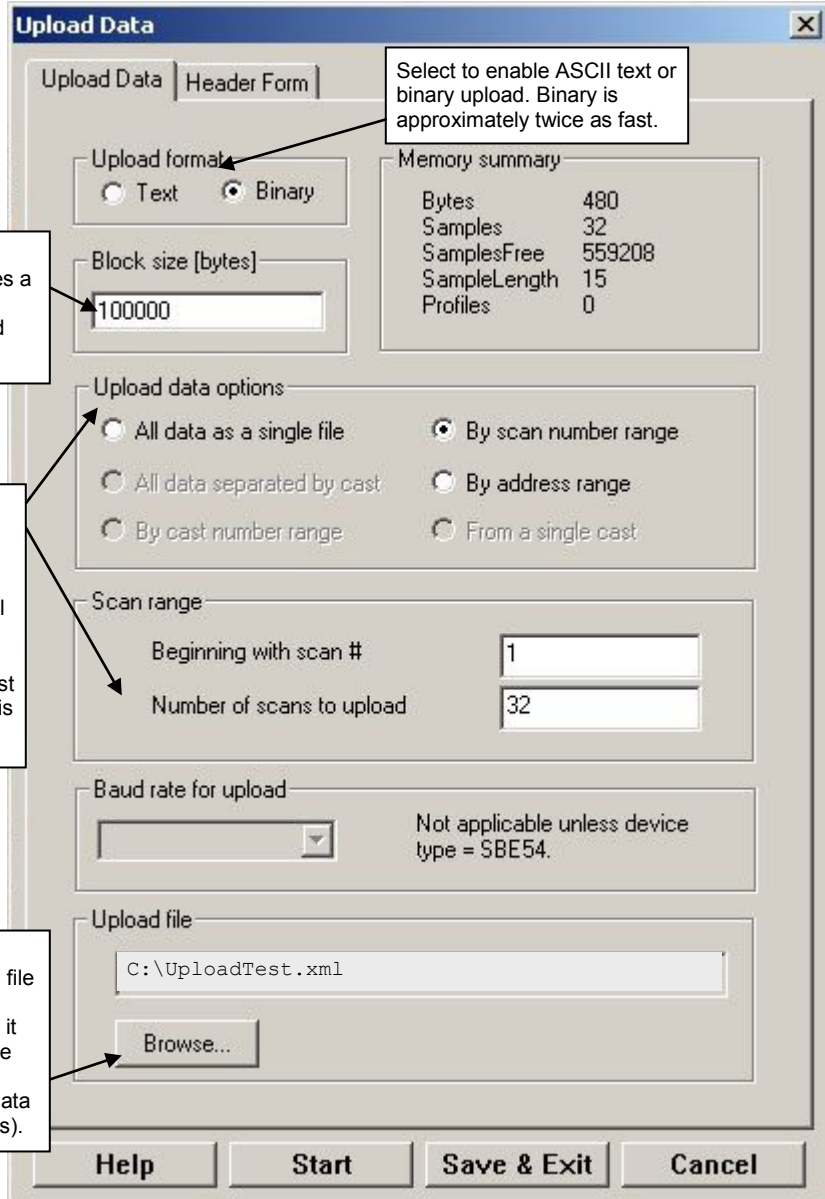 Upload Data
Upload Data
Header Form
Select to enable ASCII text or
binary upload. Binary is
approximately twice as fast.
Upload format
Text
Binary
Memory summary
Bytes 480
Samples 32
SamplesFree 559208
SampleLength 15
Profiles 0
a
Block size [bytes]
100000
Upload data options
All data as a single file
By scan number range
All data separated by cast
By address range
By cast number range
From a single cast
Scan range
Beginning with scan # 1
Number of scans to upload 32
Baud rate for upload
Not applicable unless device
type = SBE54.
Upload file
file
C:\UploadTest.xml
it
Browse...
Help
Start
Save & Exit
Cancel